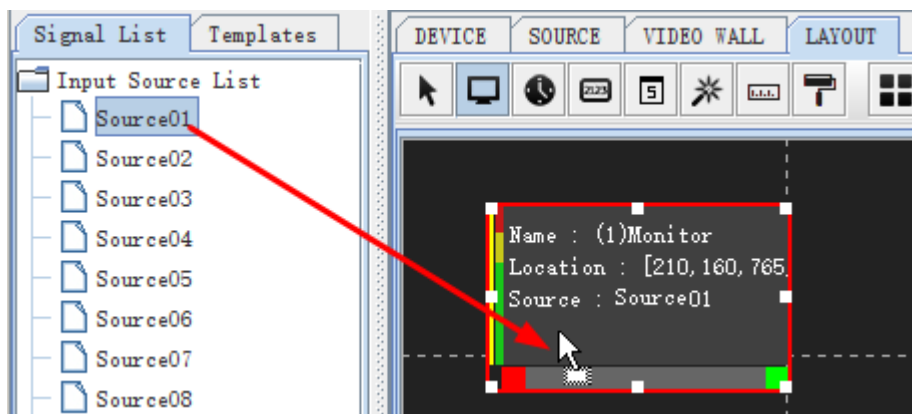 Signal List
Templates
Input Source List
Source01
Source02
Source03
Source04
Source05
Source06
Source07
Source08
DEVICE
SOURCE
VIDEO WALL
LAYOUT
5
Name : (1)Monitor
Location : [210,160,765,
Source : Source01